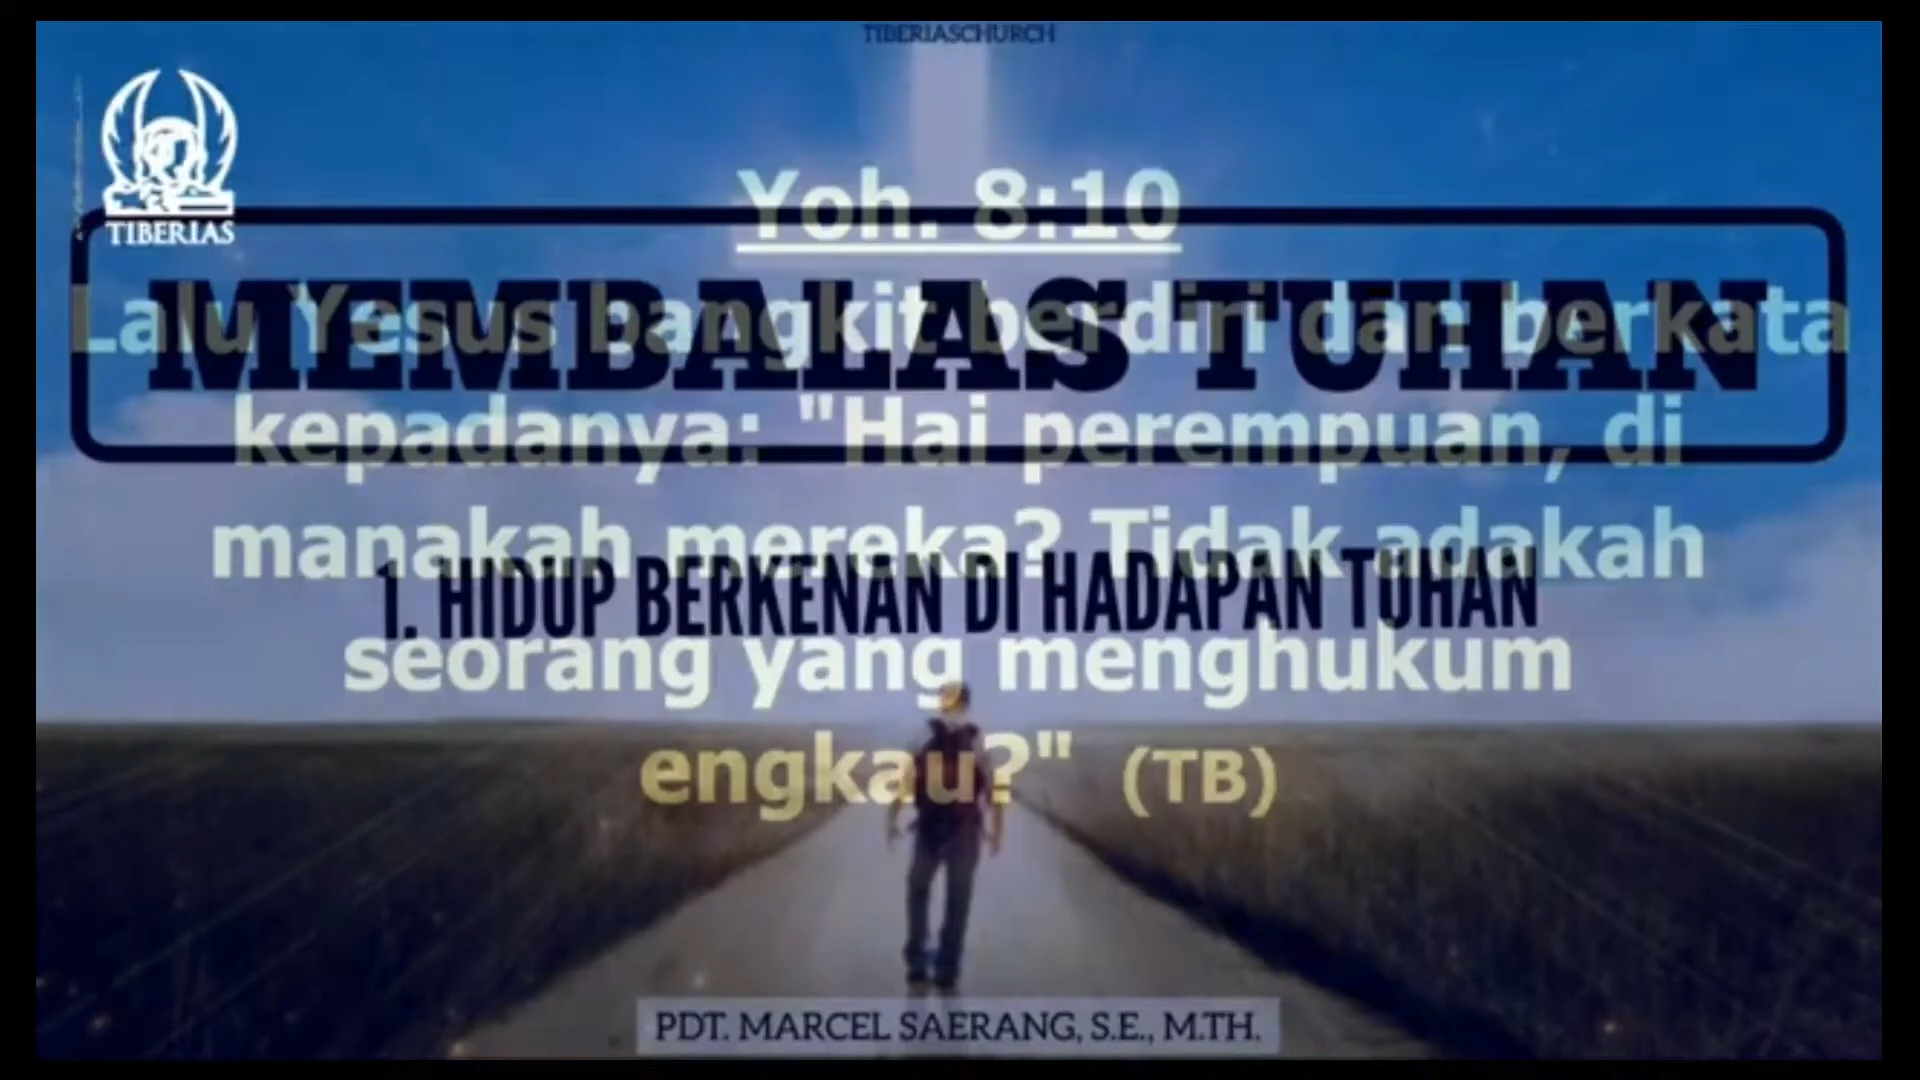 TIBERIASCHURCH
TIBERIAS
Yoh. 8:10
MEMBALAS TUHAN
Lalu Yesus bangkit berdiri dan berkata
kepadanya: "Hai perempuan, di
manakah mereka? Tidak adakah
1. HIDUP BERKENAN DI HADAPAN TUHAN
seorang yang menghukum
engkau?" (TB)
PDT. MARCEL SAERANG, S.E., M.TH.